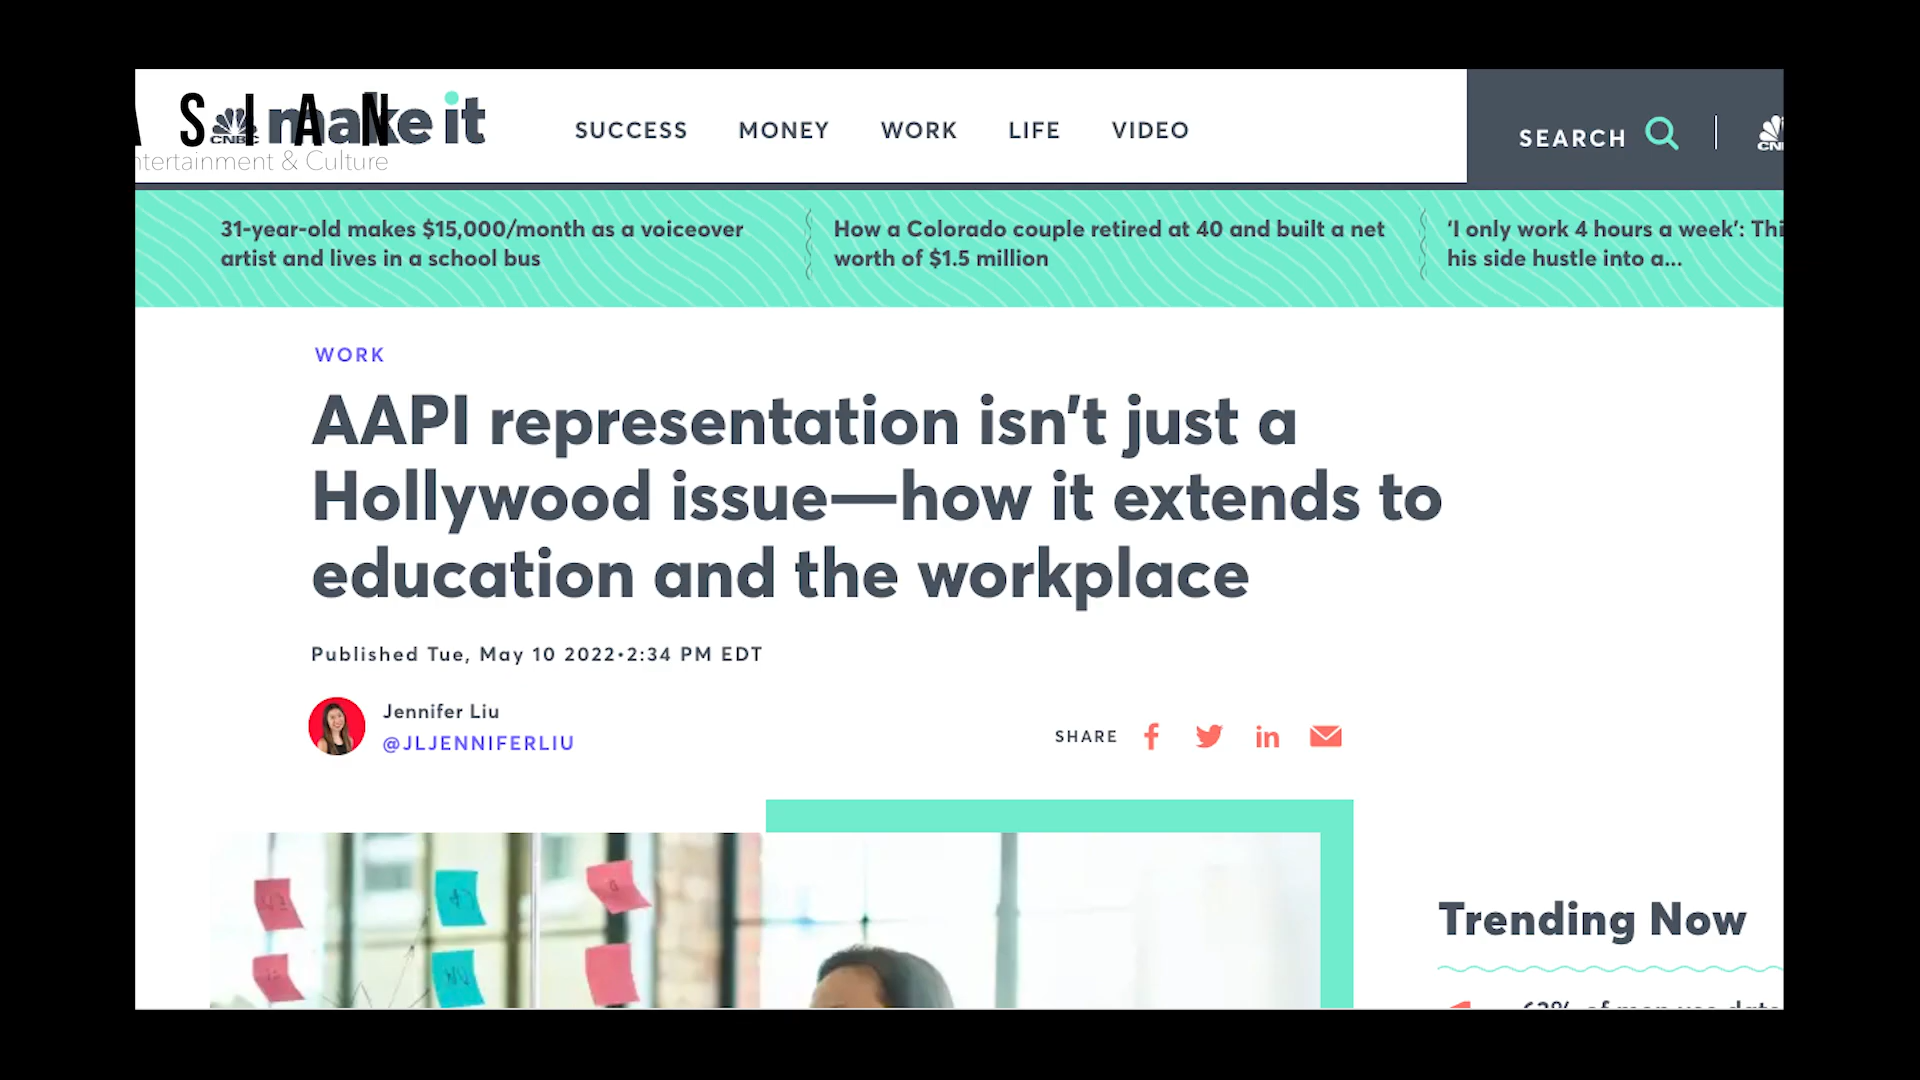 ASIAN
ntertainment & Culture
CNBC make it
SUCCESS MONEY WORK LIFE VIDEO
SEARCH
31-year-old makes $15,000/month as a voiceover
artist and lives in a school bus
How a Colorado couple retired at 40 and built a net
worth of $1.5 million
'I only work 4 hours a week': Thi
his side hustle into a...
WORK
AAPI representation isn't just a
Hollywood issue—how it extends to
education and the workplace
Published Tue, May 10 2022•2:34 PM EDT
Jennifer Liu
@JLJENNIFERLIU
SHARE
Trending Now